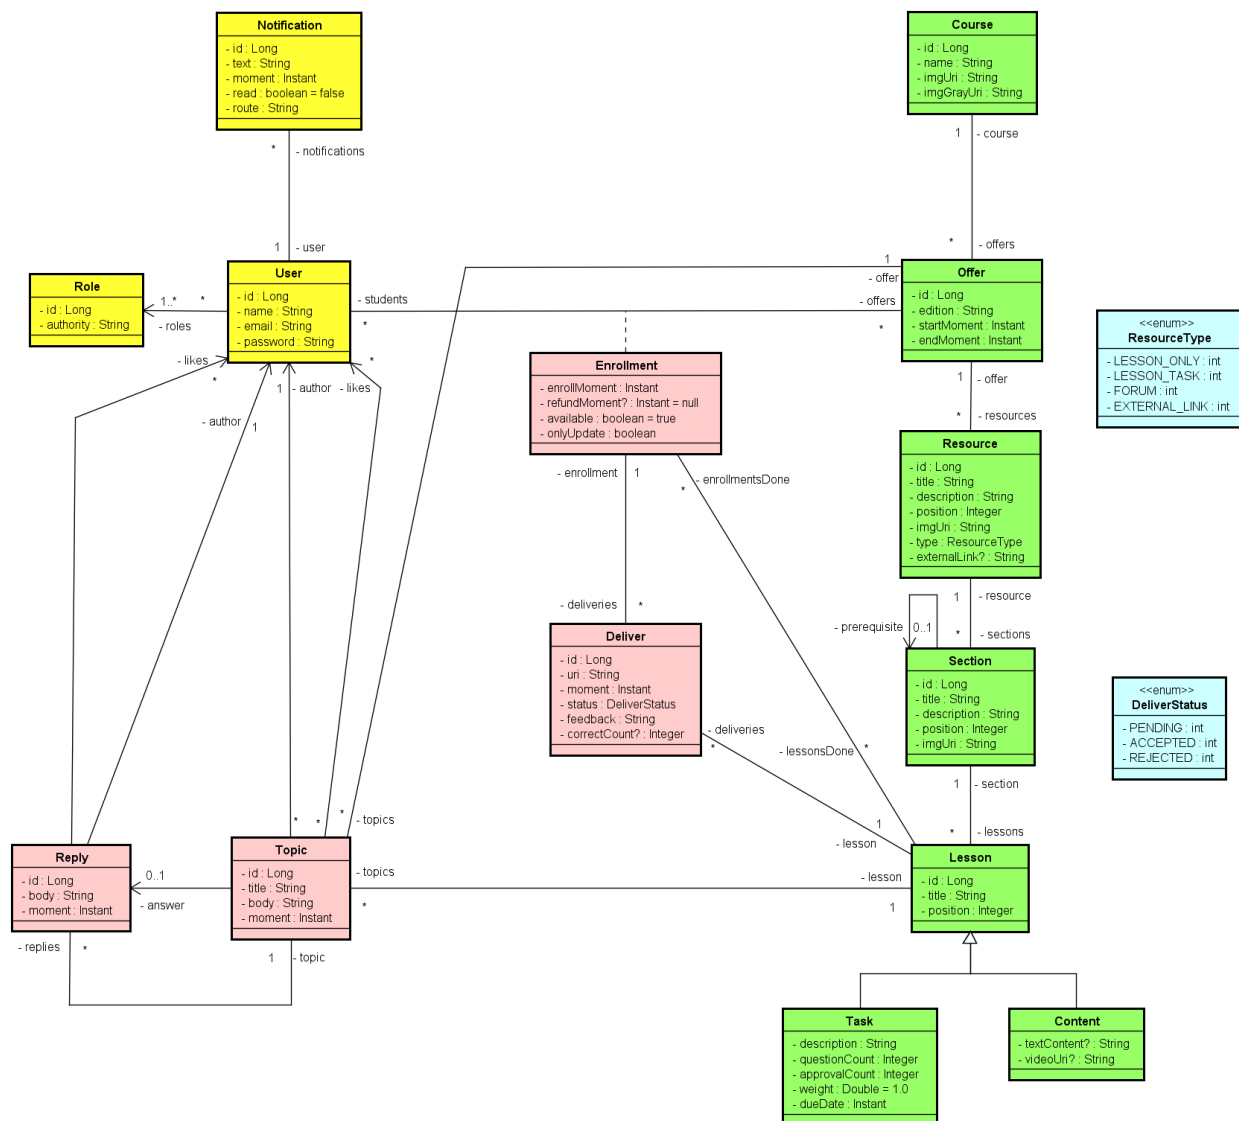 Notification
- id : Long
- text : String
- moment : Instant
- read : boolean = false
- route : String
* - notifications
1 - user
Course
- id : Long
- name : String
- imgUri : String
- imgGrayUri : String
1 - course
* - offers
Role
- id : Long
- authority : String
1..* *
- roles
User
- id : Long
- name : String
- email : String
- password : String
- students
*
1
- offer
- offers
*
Offer
- id : Long
- edition : String
- startMoment : Instant
- endMoment : Instant
<<enum>>
ResourceType
- LESSON_ONLY : int
- LESSON_TASK : int
- FORUM : int
- EXTERNAL_LINK : int
- likes
*
- author
1
1 - author
- likes
*
Enrollment
- enrollMoment : Instant
- refundMoment? : Instant = null
- available : boolean = true
- onlyUpdate : boolean
- enrollment 1
- enrollmentsDone
*
1 - offer
* - resources
Resource
- id : Long
- title : String
- description : String
- position : Integer
- imgUri : String
- type : ResourceType
- externalLink? : String
1 - resource
- prerequisite 0..1
* - sections
- deliveries *
Deliver
- id : Long
- uri : String
- moment : Instant
- status : DeliverStatus
- feedback : String
- correctCount? : Integer
- deliveries
*
- lessonsDone *
Section
- id : Long
- title : String
- description : String
- position : Integer
- imgUri : String
<<enum>>
DeliverStatus
- PENDING : int
- ACCEPTED : int
- REJECTED : int
1 - section
* - lessons
1
- lesson
* * * - topics
Reply
- id : Long
- body : String
- moment : Instant
0..1
- answer
Topic
- id : Long
- title : String
- body : String
- moment : Instant
- topics
*
- lesson
1
Lesson
- id : Long
- title : String
- position : Integer
- replies *
1 - topic
Task
- description : String
- questionCount : Integer
- approvalCount : Integer
- weight : Double = 1.0
- dueDate : Instant
Content
- textContent? : String
- videoUri? : String